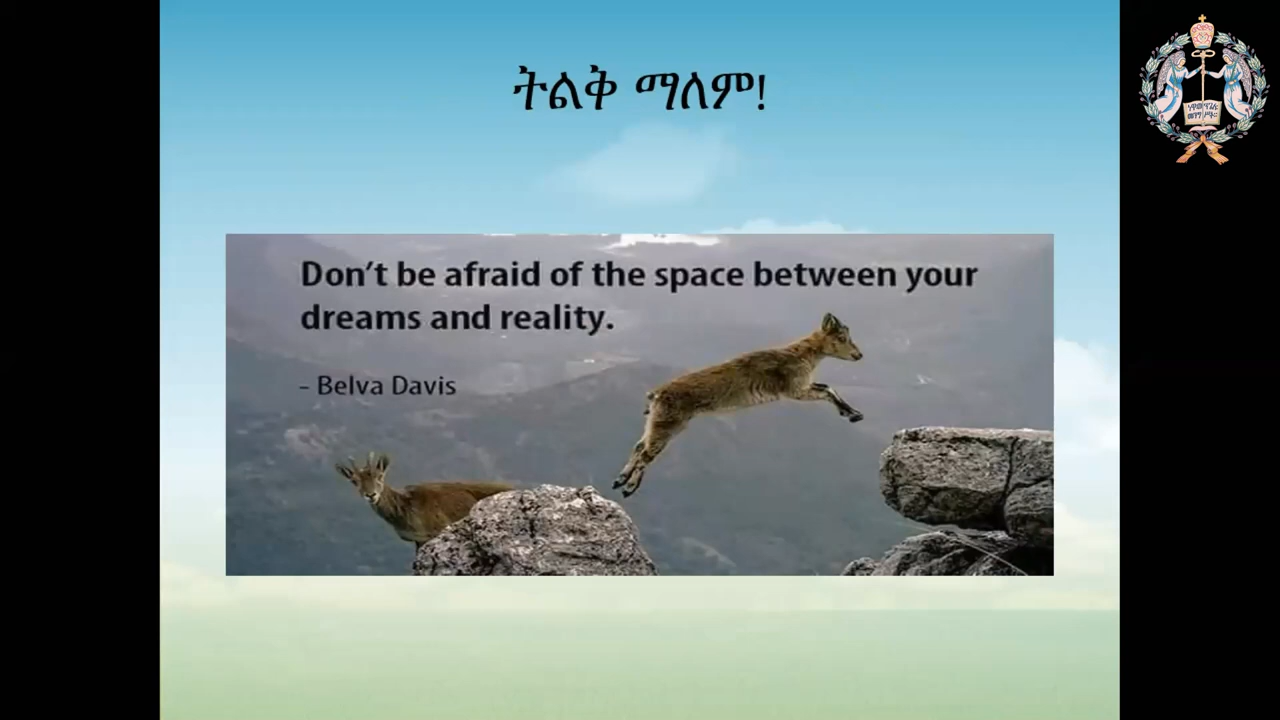 ትልቅ ማለም!
Don't be afraid of the space between your
dreams and reality.
– Belva Davis